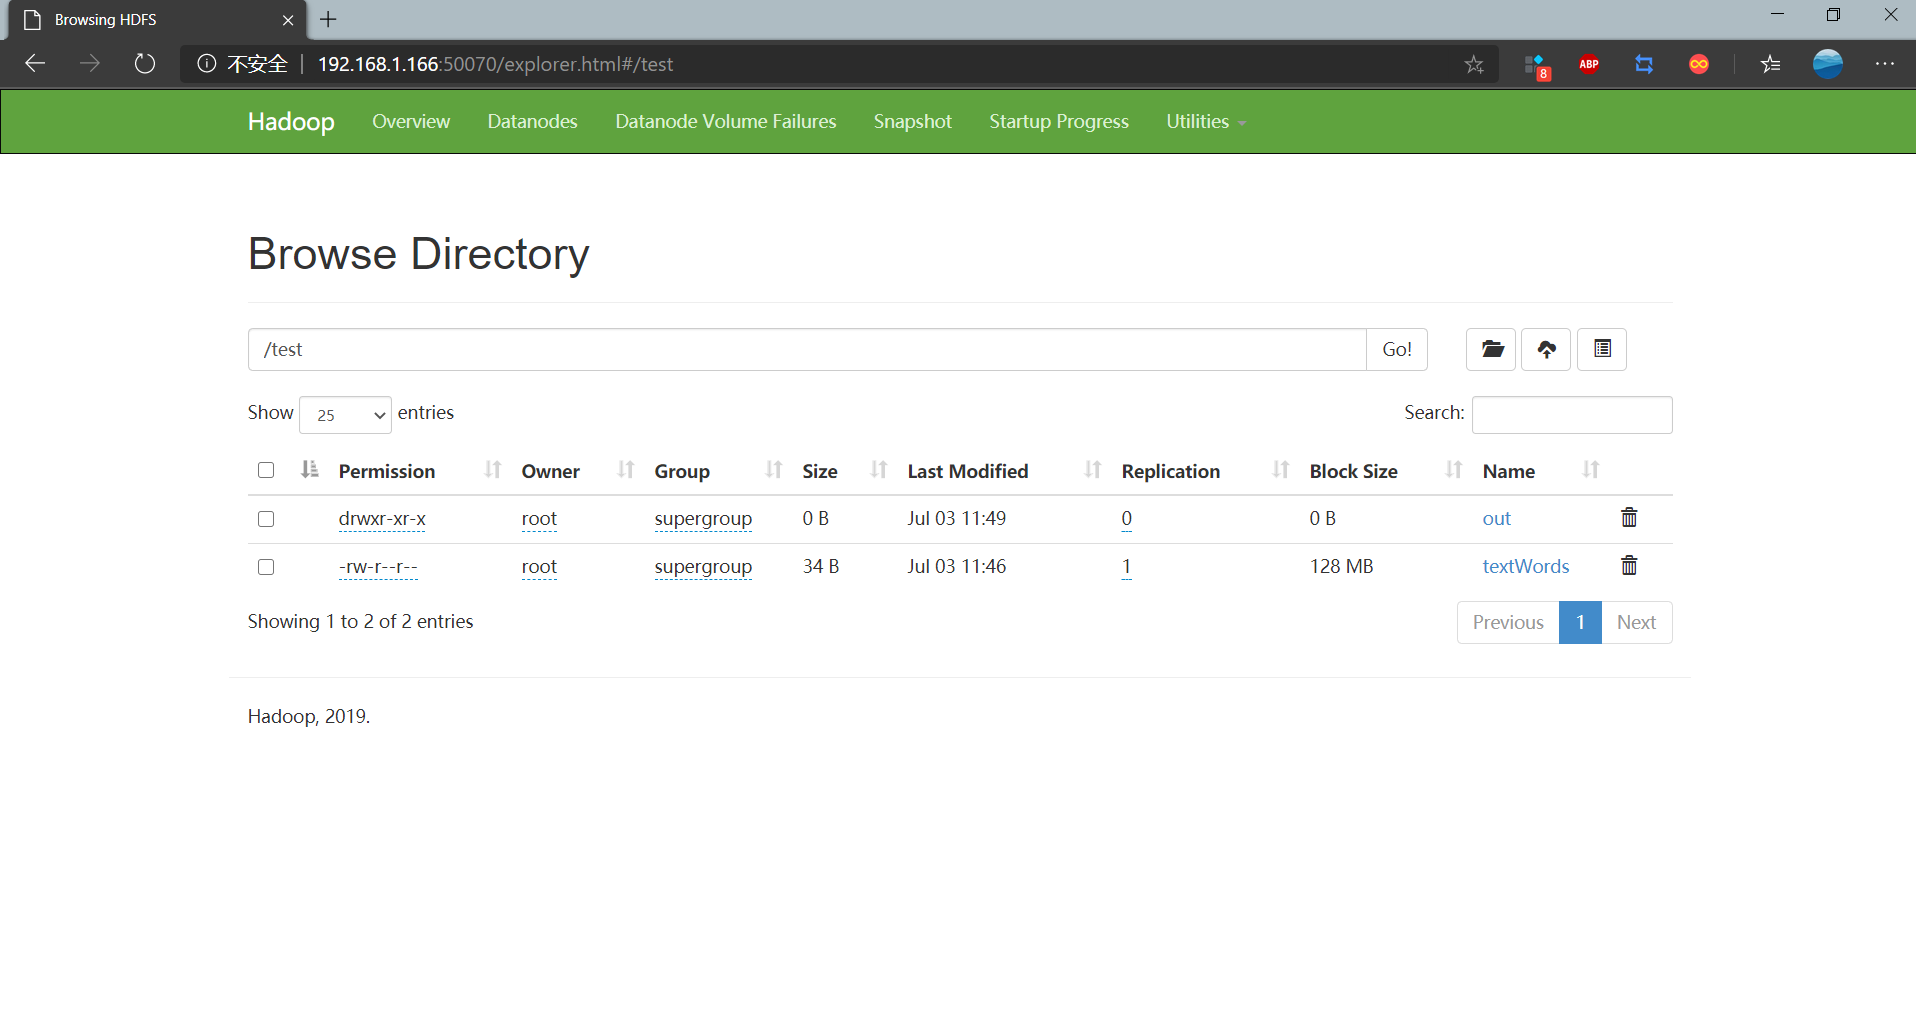 Browsing HDFS
不安全 192.168.1.166:50070/explorer.html#/test
8
ABP
Hadoop Overview Datanodes Datanode Volume Failures Snapshot Startup Progress Utilities
Browse Directory
/test Go!
Show 25 entries Search:
Permission Owner Group Size Last Modified Replication Block Size Name
drwxr-xr-x root supergroup 0 B Jul 03 11:49 0 0 B out
-rw-r--r-- root supergroup 34 B Jul 03 11:46 1 128 MB textWords
Showing 1 to 2 of 2 entries Previous 1 Next
Hadoop, 2019.